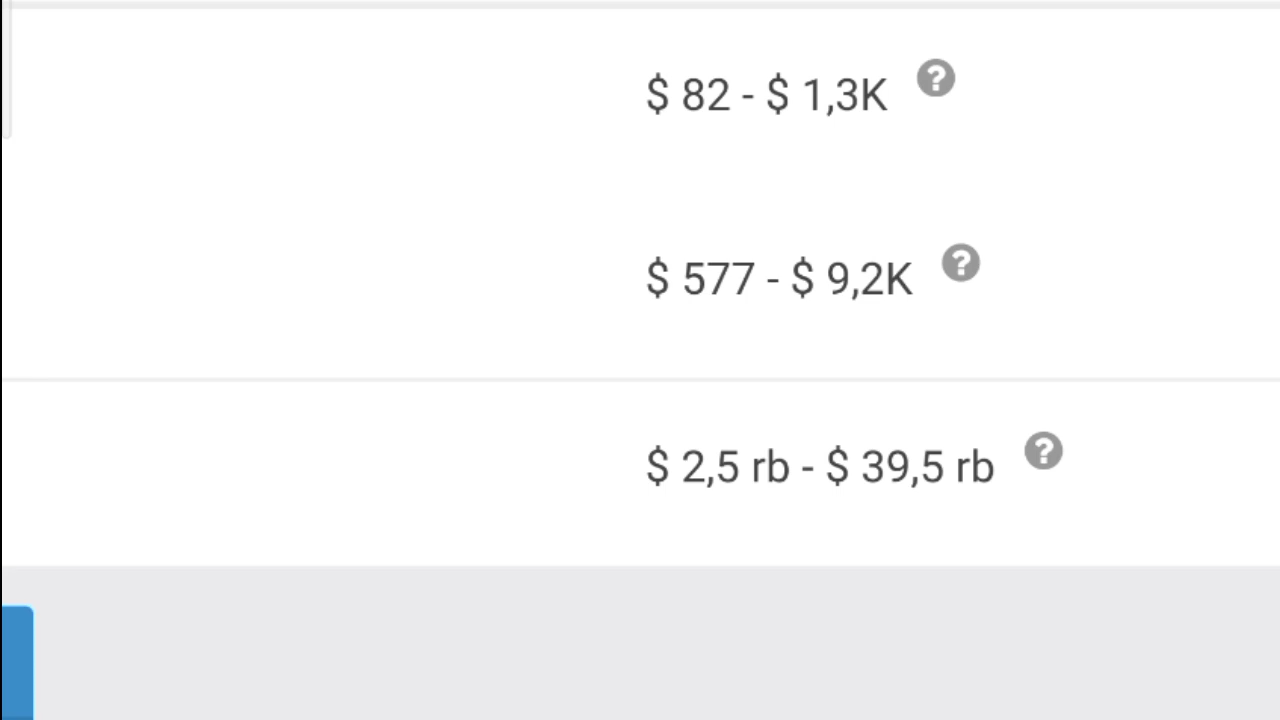 $ 82 - $ 1,3K ?
$ 577 - $ 9,2K ?
$ 2,5 rb - $ 39,5 rb ?